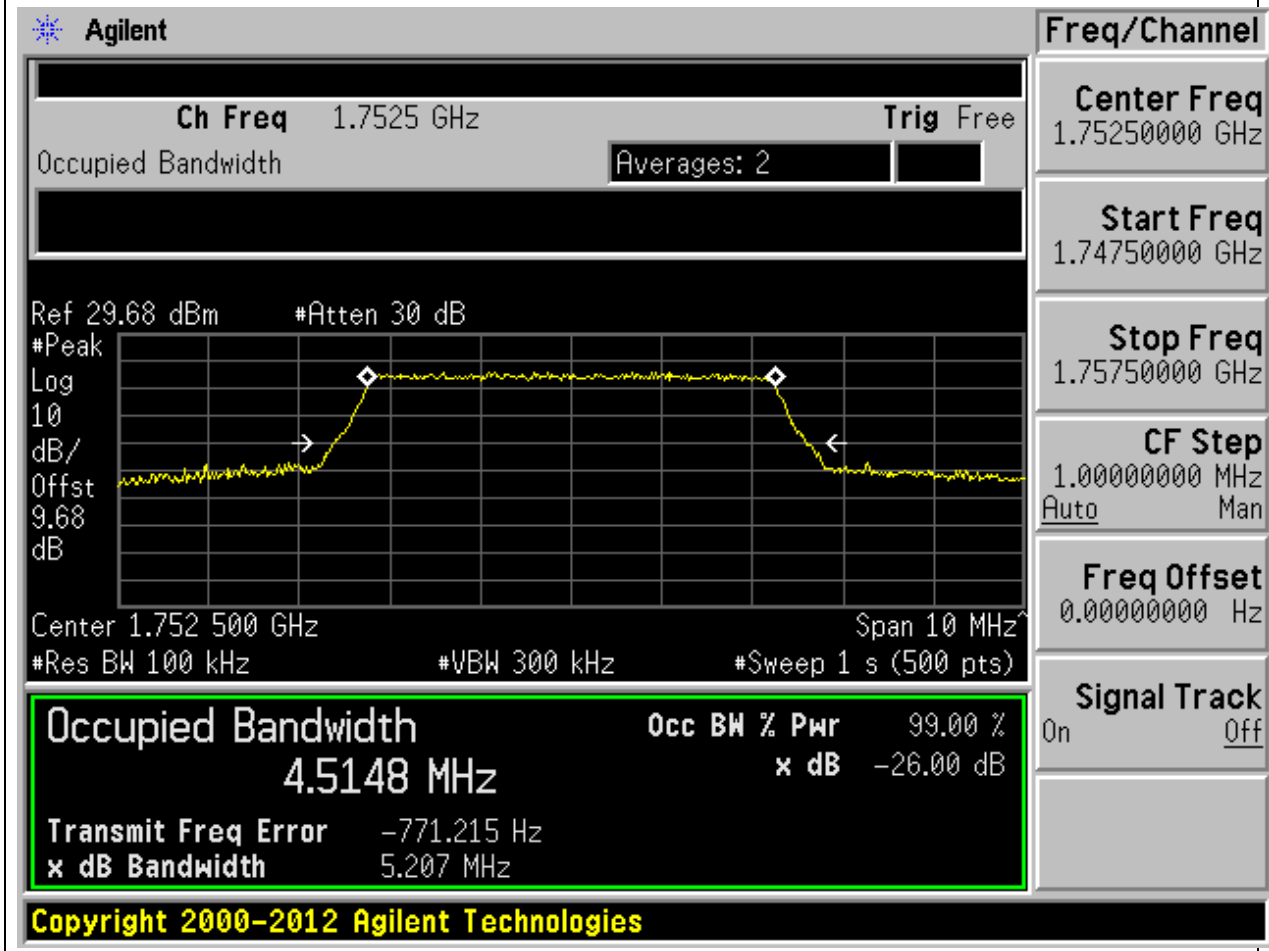 Agilent
Freq/Channel
Ch Freq 1.7525 GHz Trig Free
Occupied Bandwidth Averages: 2
Ref 29.68 dBm #Atten 30 dB
#Peak
Log
10
dB/
Offst
9.68
dB
Center 1.752 500 GHz Span 10 MHz^
#Res BW 100 kHz #VBW 300 kHz #Sweep 1 s (500 pts)
Occupied Bandwidth Occ BW % Pwr 99.00 %
4.5148 MHz x dB -26.00 dB
Transmit Freq Error -771.215 Hz
x dB Bandwidth 5.207 MHz
Copyright 2000-2012 Agilent Technologies
Center Freq
1.75250000 GHz
Start Freq
1.74750000 GHz
Stop Freq
1.75750000 GHz
CF Step
1.00000000 MHz
Auto Man
Freq Offset
0.00000000 Hz
Signal Track
On Off